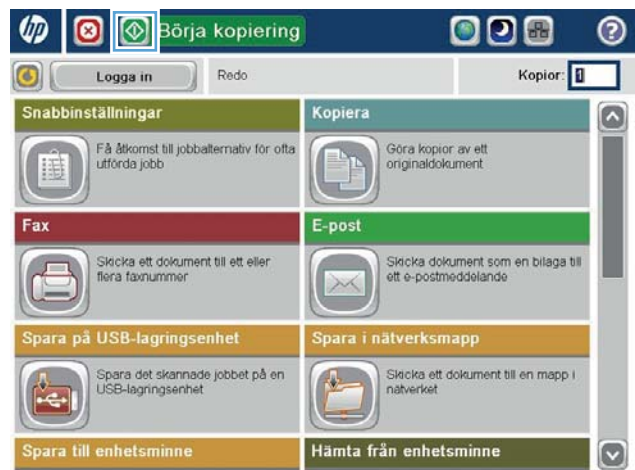 hp
Börja kopiering
Logga in
Redo
Kopior: 1
Snabbinställningar
Kopiera
Få åtkomst till jobbalternativ för ofta
utförda jobb
Göra kopior av ett
originaldokument
Fax
E-post
Skicka ett dokument till ett eller
flera faxnummer
Skicka dokument som en bilaga till
ett e-postmeddelande
Spara på USB-lagringsenhet
Spara i nätverksmapp
Spara det skannade jobbet på en
USB-lagringsenhet
Skicka ett dokument till en mapp i
nätverket
Spara till enhetsminne
Hämta från enhetsminne